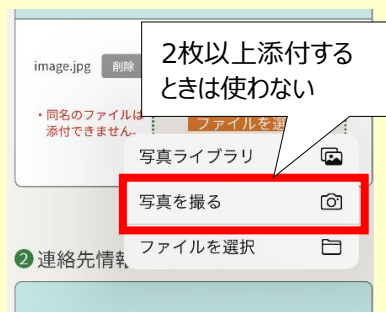 2枚以上添付する
ときは使わない
image.jpg 削除
・同名のファイルは
添付できません。
ファイルを選
写真ライブラリ
写真を撮る
ファイルを選択
2 連絡先情報